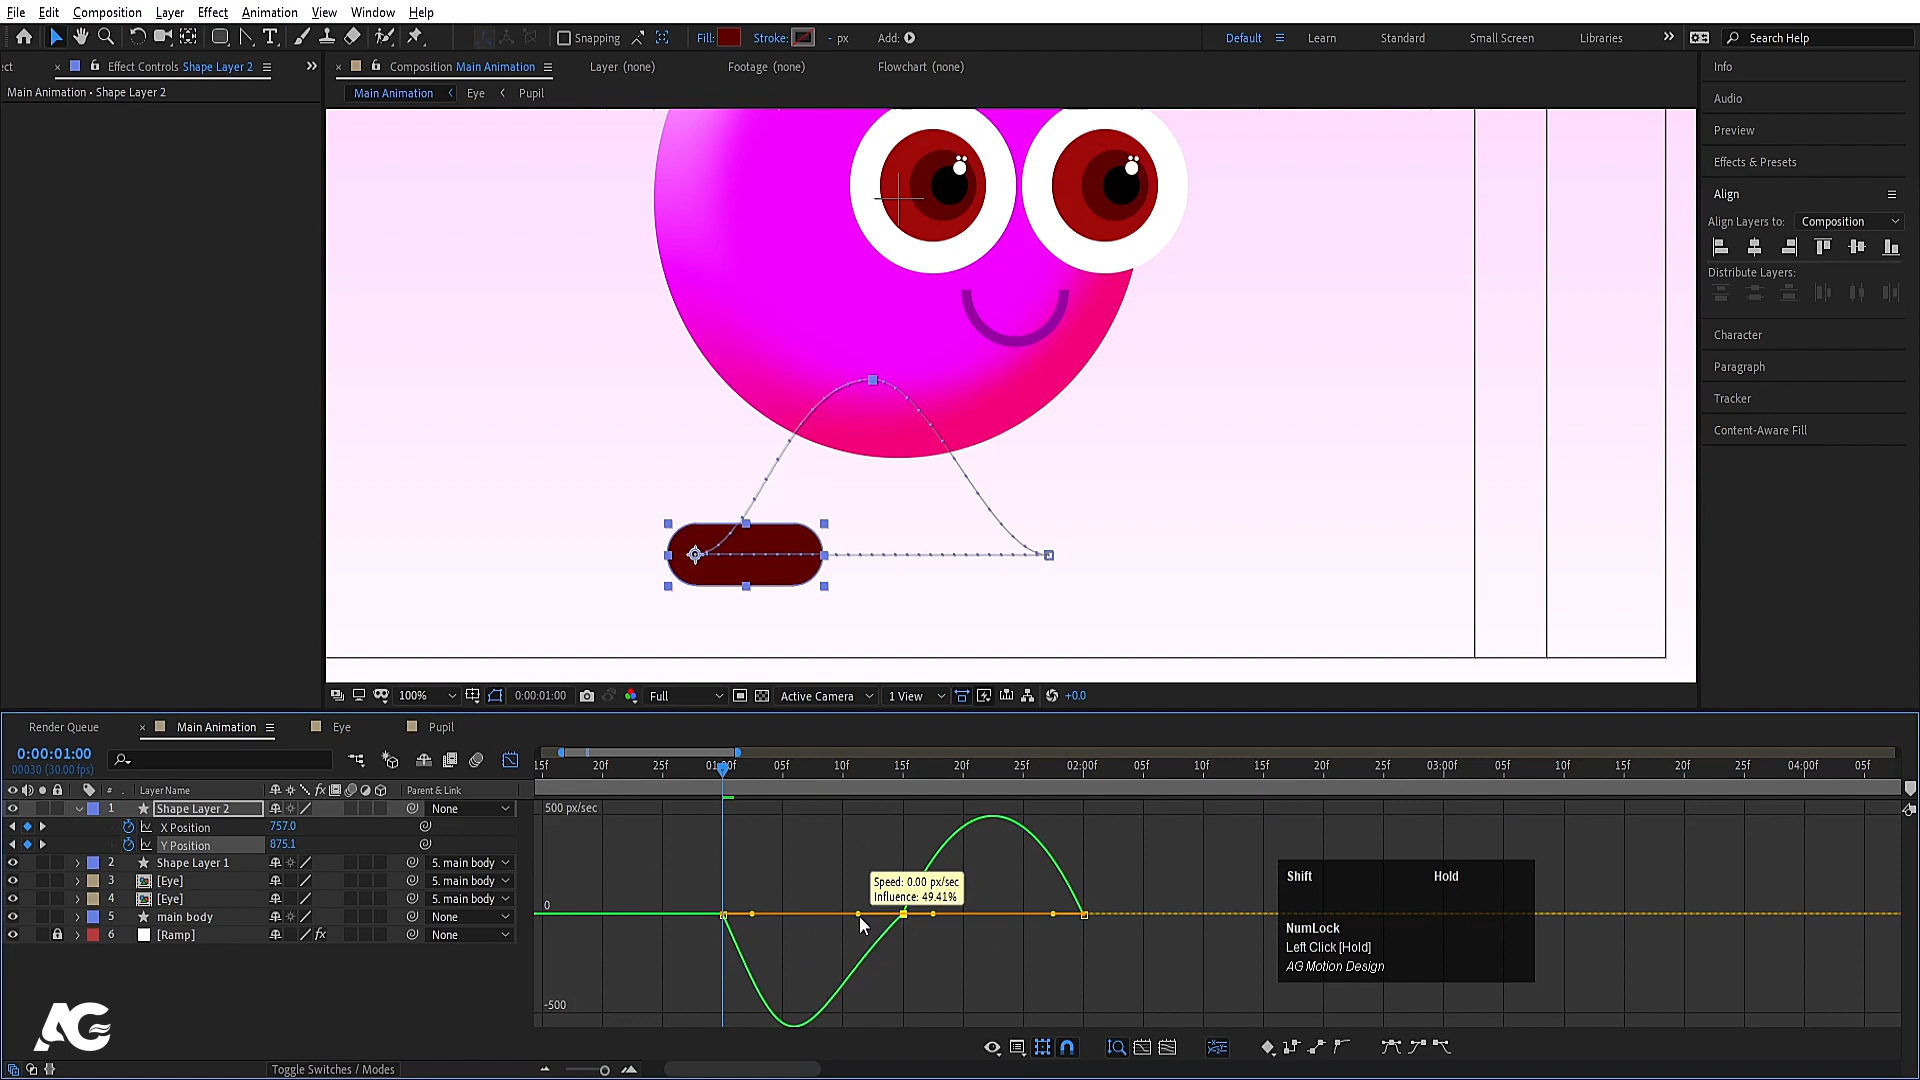 File Edit Composition Layer Effect Animation View Window Help
Snapping Fill: Stroke: - px Add: Default Learn Standard Small Screen Libraries Search Help
ect Effect Controls Shape Layer 2 Composition Main Animation Layer (none) Footage (none) Flowchart (none)
Main Animation • Shape Layer 2 Main Animation Eye Pupil
Info
Audio
Preview
Effects & Presets
Align
Align Layers to: Composition
Distribute Layers:
Character
Paragraph
Tracker
Content-Aware Fill
100% 0:00:01:00 Full Active Camera 1 View +0.0
Render Queue Main Animation Eye Pupil
0:00:01:00
00030 (30.00 fps)
15f 20f 25f 01:00f 05f 10f 15f 20f 25f 02:00f 05f 10f 15f 20f 25f 03:00f 05f 10f 15f 20f 25f 04:00f 05f
# . Layer Name fx Parent & Link
1 Shape Layer 2 None
X Position 757.0
Y Position 875.1
2 Shape Layer 1 5. main body
3 [Eye] 5. main body
4 [Eye] 5. main body
5 main body None
6 [Ramp] fx None
500 px/sec
0
-500
Speed: 0.00 px/sec
Influence: 49.41%
Shift Hold
NumLock
Left Click [Hold]
AG Motion Design
AG
Toggle Switches / Modes